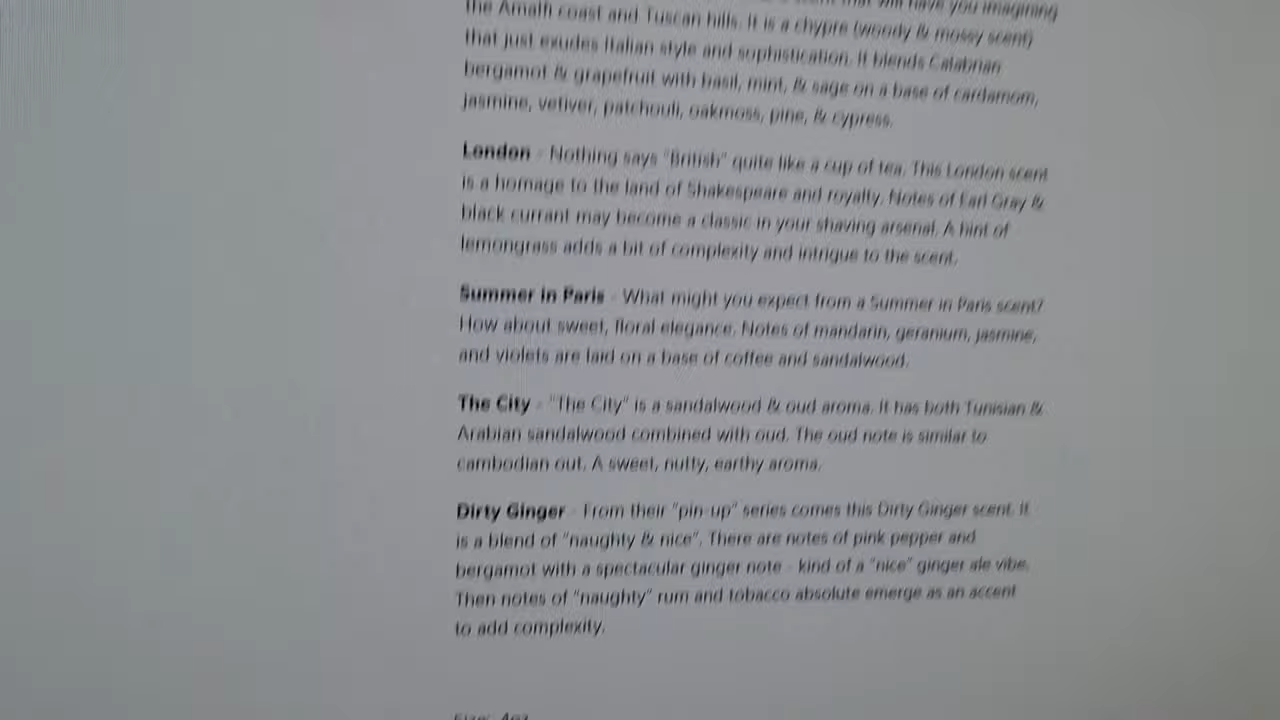 scent that will have you imagining
the Amalfi coast and Tuscan hills. It is a chypre (woody & mossy scent)
that just exudes Italian style and sophistication. It blends Calabrian
bergamot & grapefruit with basil, mint, & sage on a base of cardamom,
jasmine, vetiver, patchouli, oakmoss, pine, & cypress.
London - Nothing says "British" quite like a cup of tea. This London scent
is a homage to the land of Shakespeare and royalty. Notes of Earl Gray &
black currant may become a classic in your shaving arsenal. A hint of
lemongrass adds a bit of complexity and intrigue to the scent.
Summer in Paris - What might you expect from a Summer in Paris scent?
How about sweet, floral elegance. Notes of mandarin, geranium, jasmine,
and violets are laid on a base of coffee and sandalwood.
The City - "The City" is a sandalwood & oud aroma. It has both Tunisian &
Arabian sandalwood combined with oud. The oud note is similar to
cambodian out. A sweet, nutty, earthy aroma.
Dirty Ginger - From their "pin-up" series comes this Dirty Ginger scent. It
is a blend of "naughty & nice". There are notes of pink pepper and
bergamot with a spectacular ginger note - kind of a "nice" ginger ale vibe.
Then notes of "naughty" rum and tobacco absolute emerge as an accent
to add complexity.